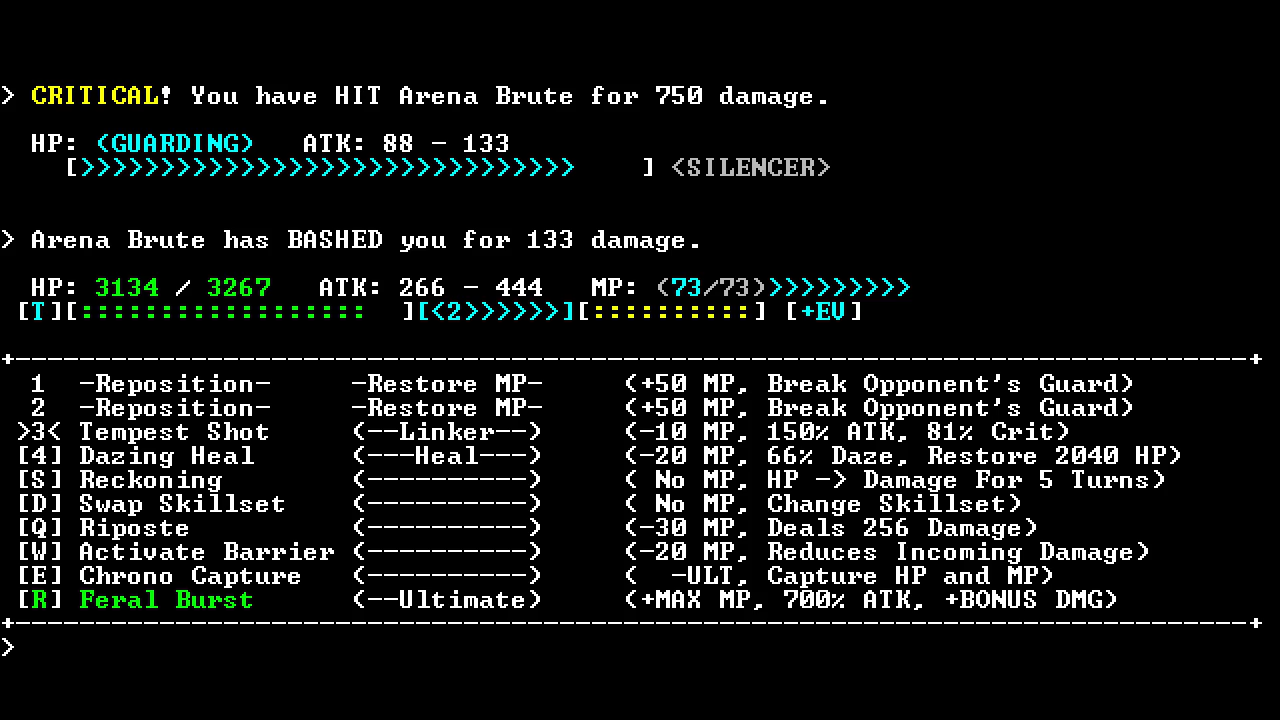 > CRITICAL! You have HIT Arena Brute for 750 damage.
HP: (GUARDING)   ATK: 88 - 133
[>>>>>>>>>>>>>>>>>>>>>>>>>>>>>>>    ] <SILENCER>
> Arena Brute has BASHED you for 133 damage.
HP: 3134 / 3267   ATK: 266 - 444   MP: (73/73)>>>>>>>>>
[T][::::::::::::::::::  ][<2>>>>>>][::::::::::] [+EV]
+-----------------------------------------------------------------------------+
1  -Reposition-     -Restore MP-     (+50 MP, Break Opponent's Guard)
2  -Reposition-     -Restore MP-     (+50 MP, Break Opponent's Guard)
>3< Tempest Shot     (--Linker--)     (-10 MP, 150% ATK, 81% Crit)
[4] Dazing Heal      (---Heal---)     (-20 MP, 66% Daze, Restore 2040 HP)
[S] Reckoning        (----------)     ( No MP, HP -> Damage For 5 Turns)
[D] Swap Skillset    (----------)     ( No MP, Change Skillset)
[Q] Riposte          (----------)     (-30 MP, Deals 256 Damage)
[W] Activate Barrier (----------)     (-20 MP, Reduces Incoming Damage)
[E] Chrono Capture   (----------)     (  -ULT, Capture HP and MP)
[R] Feral Burst      (--Ultimate)     (+MAX MP, 700% ATK, +BONUS DMG)
+-----------------------------------------------------------------------------+
>